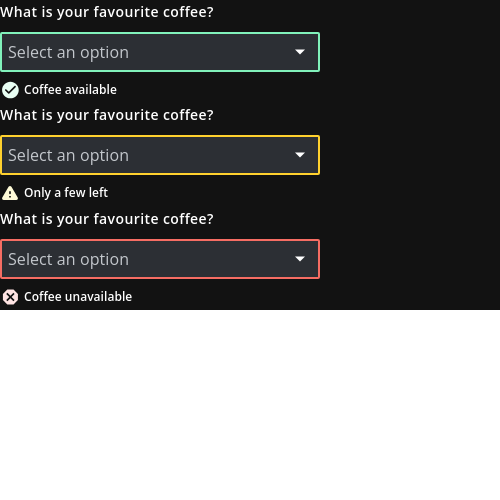 What is your favourite coffee?
Select an option
Coffee available
What is your favourite coffee?
Select an option
Only a few left
What is your favourite coffee?
Select an option
Coffee unavailable